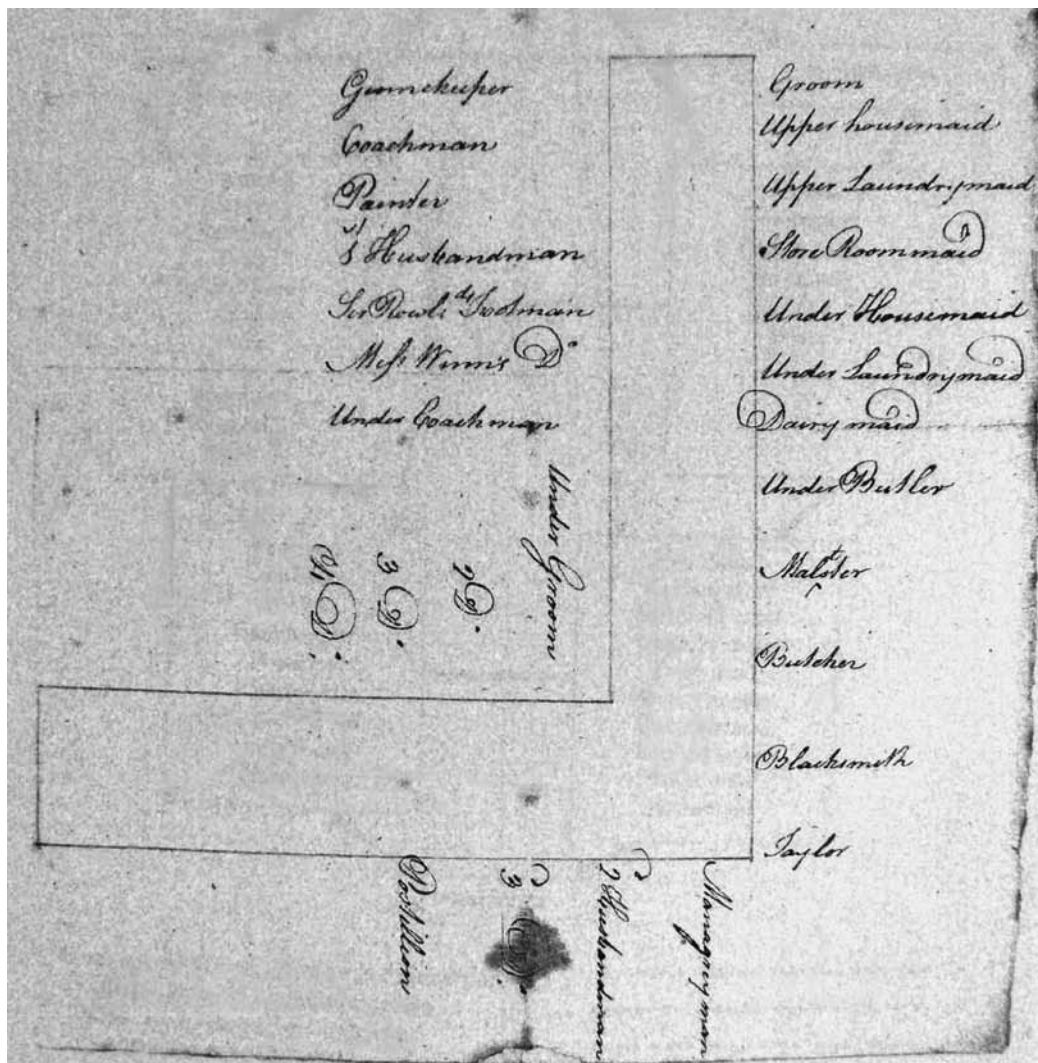 Gamekeeper
Coachman
Painter
1st Husbandman
Sir Rowlds Footman
Miss Winn's Do
Under Coachman
Under Groom
2 Do
3 Do
4 Do
Groom
Upper housemaid
Upper Laundrymaid
Store Roommaid
Under Housemaid
Under Laundrymaid
Dairy maid
Under Butler
Malster
Butcher
Blacksmith
Taylor
Managrey man
2 Husbandman
3 Do
Postillion